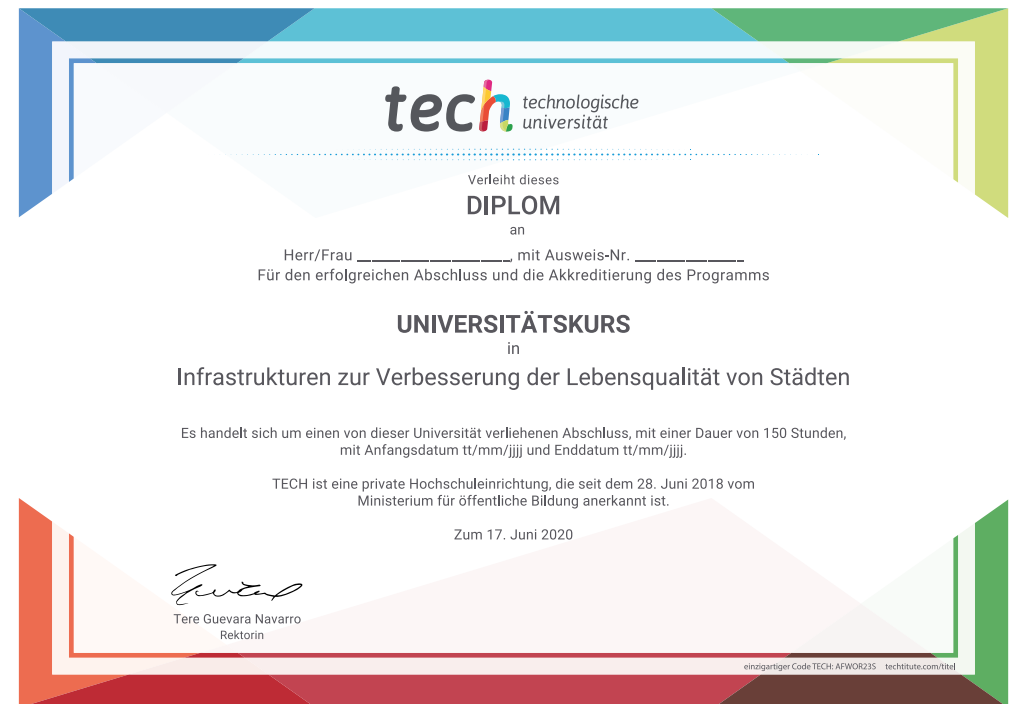 tech technologische
universität
Verleiht dieses
DIPLOM
an
Herr/Frau ____________________, mit Ausweis-Nr. ______________
Für den erfolgreichen Abschluss und die Akkreditierung des Programms
UNIVERSITÄTSKURS
in
Infrastrukturen zur Verbesserung der Lebensqualität von Städten
Es handelt sich um einen von dieser Universität verliehenen Abschluss, mit einer Dauer von 150 Stunden,
mit Anfangsdatum tt/mm/jjjj und Enddatum tt/mm/jjjj.
TECH ist eine private Hochschuleinrichtung, die seit dem 28. Juni 2018 vom
Ministerium für öffentliche Bildung anerkannt ist.
Zum 17. Juni 2020
Tere Guevara Navarro
Rektorin
einzigartiger Code TECH: AFWOR23S techtitute.com/titel